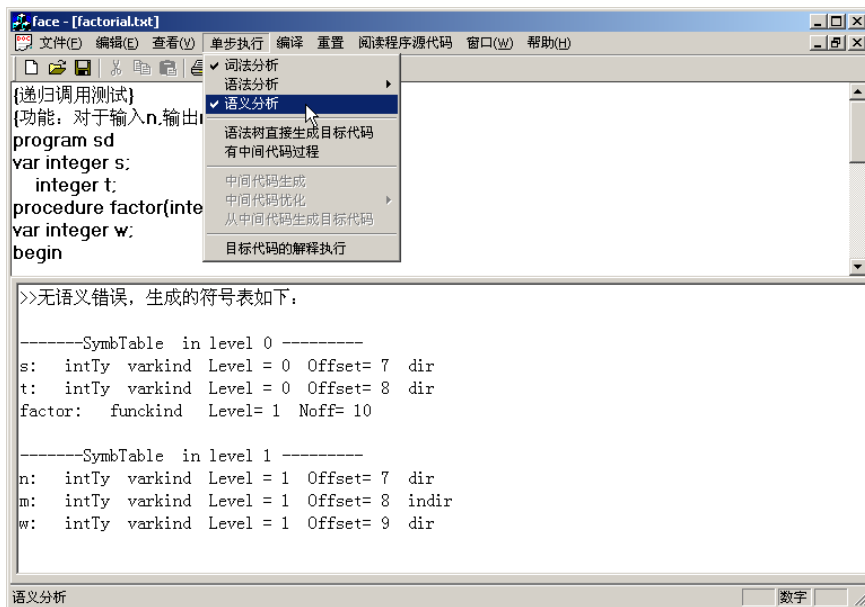 face - [factorial.txt]
文件(F) 编辑(E) 查看(V) 单步执行 编译 重置 阅读程序源代码 窗口(W) 帮助(H)
词法分析
语法分析
语义分析
语法树直接生成目标代码
有中间代码过程
中间代码生成
中间代码优化
从中间代码生成目标代码
目标代码的解释执行
{递归调用测试}
{功能：对于输入n,输出
program sd
var integer s;
integer t;
procedure factor(inte
var integer w;
begin
>>无语义错误，生成的符号表如下：
-------SymbTable in level 0 ---------
s: intTy varkind Level = 0 Offset= 7 dir
t: intTy varkind Level = 0 Offset= 8 dir
factor: funckind Level= 1 Noff= 10
-------SymbTable in level 1 ---------
n: intTy varkind Level = 1 Offset= 7 dir
m: intTy varkind Level = 1 Offset= 8 indir
w: intTy varkind Level = 1 Offset= 9 dir
语义分析 数字